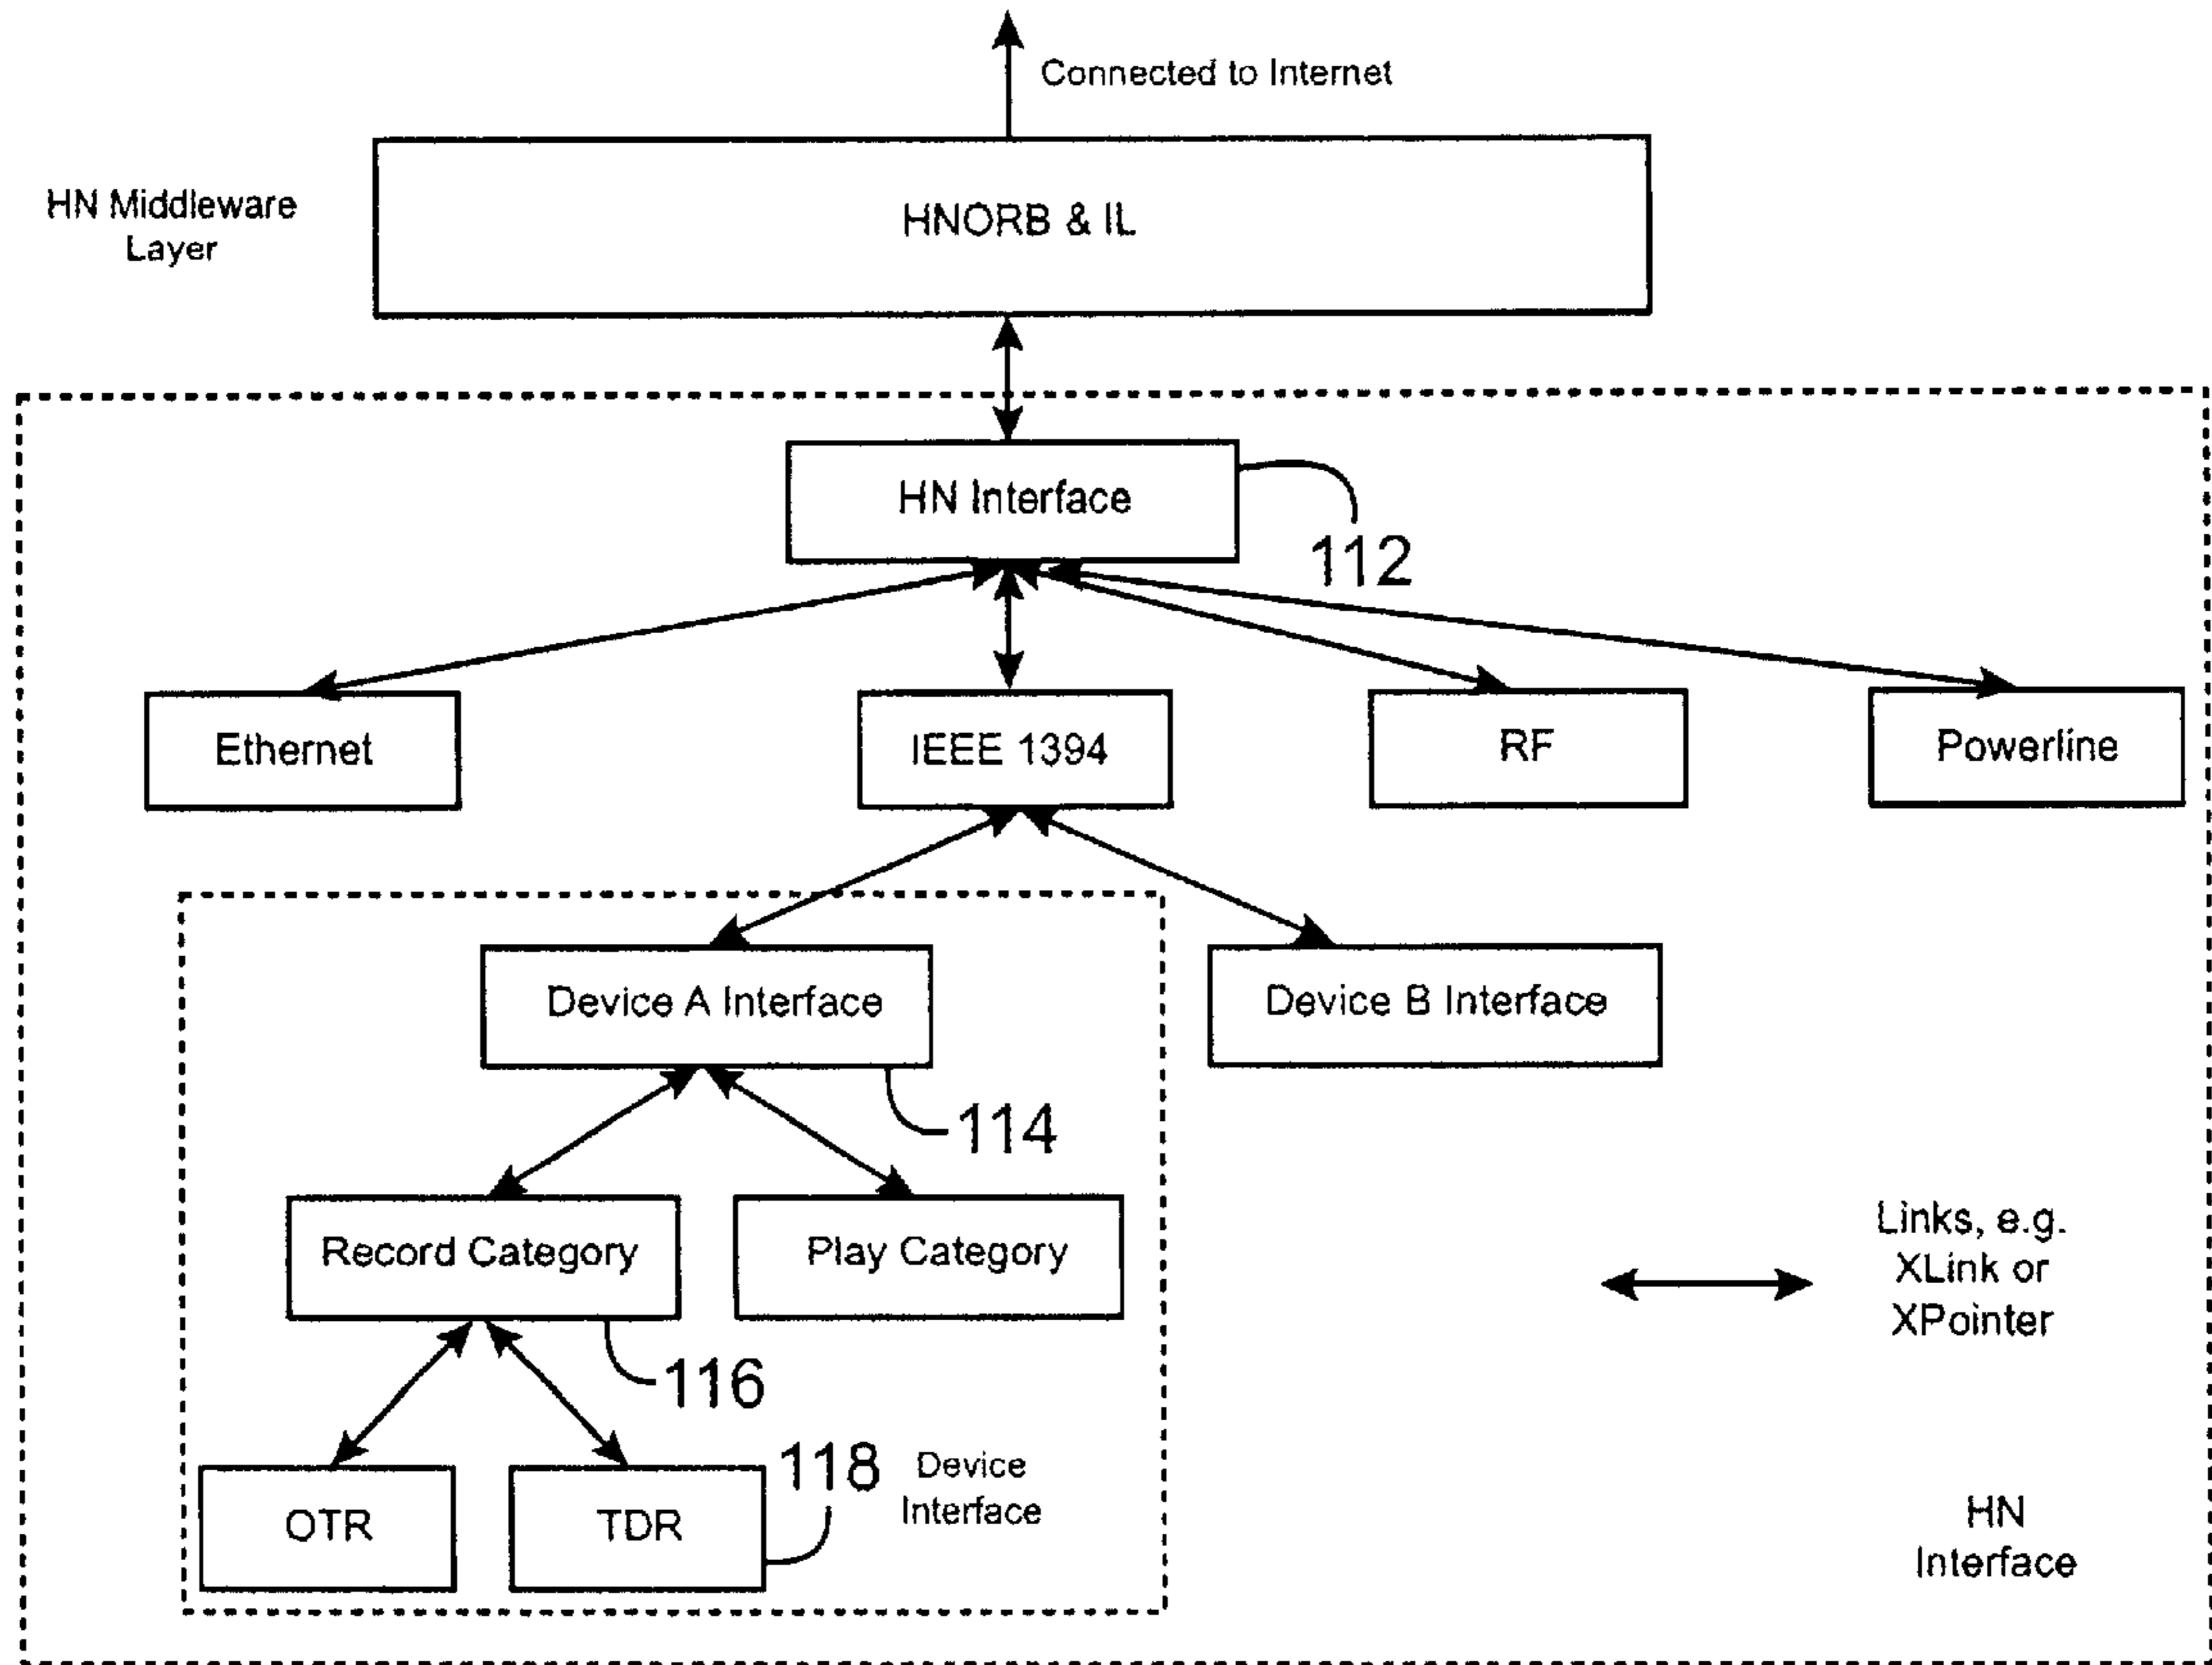 Connected to Internet
HN Middleware
Layer
HNORB & IL
HN Interface
112
Ethernet
IEEE 1394
RF
Powerline
Device A Interface
Device B Interface
114
Record Category
Play Category
Links, e.g.
XLink or
XPointer
116
118
Device
Interface
OTR
TDR
HN
Interface